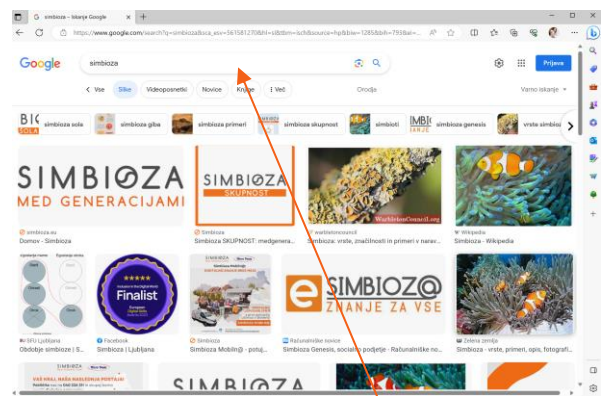 simbioza – Iskanje Google
https://www.google.com/search?q=simbioza&sca_esv=561581270&hl=sl&tbm=isch&source=hp&biw=1285&bih=793&ei=...
Google
simbioza
Prijava
Vse
Slike
Videoposnetki
Novice
Knjige
Več
Orodja
Varno iskanje
simbioza sola
simbioza giba
simbioza primeri
simbioza skupnost
simbioti
simbioza genesis
vrste simbioz
SIMBIOZA
MED GENERACIJAMI
SIMBIOZA
SKUPNOST
WarbletonCouncil.org
simbioza.eu
Domov - Simbioza
Simbioza
Simbioza SKUPNOST: medgenera...
warbletoncouncil
Simbioza: vrste, značilnosti in primeri v narav...
Wikipedia
Simbioza - Wikipedia
Finalist
e SIMBIOZ@
ZNANJE ZA VSE
SFU Ljubljana
Obdobje simbioze | S...
Facebook
Simbioza | Ljubljana
Simbioza
Simbioza Mobiln@ - potuj...
Računalniške novice
Simbioza Genesis, socialno podjetje - Računalniške no...
Zelena zemlja
Simbioza - vrste, primeri, opis, fotografi...
SIMBIOZA